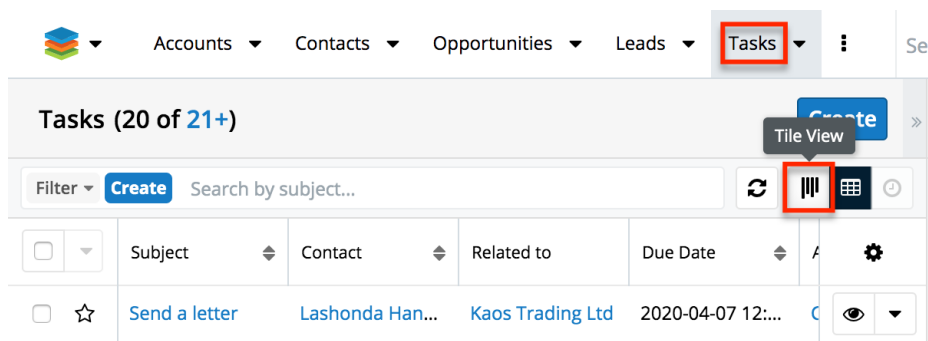 Accounts Contacts Opportunities Leads Tasks Se
Tasks (20 of 21+) Create
Tile View
Filter Create Search by subject...
Subject Contact Related to Due Date A
Send a letter Lashonda Han... Kaos Trading Ltd 2020-04-07 12:...